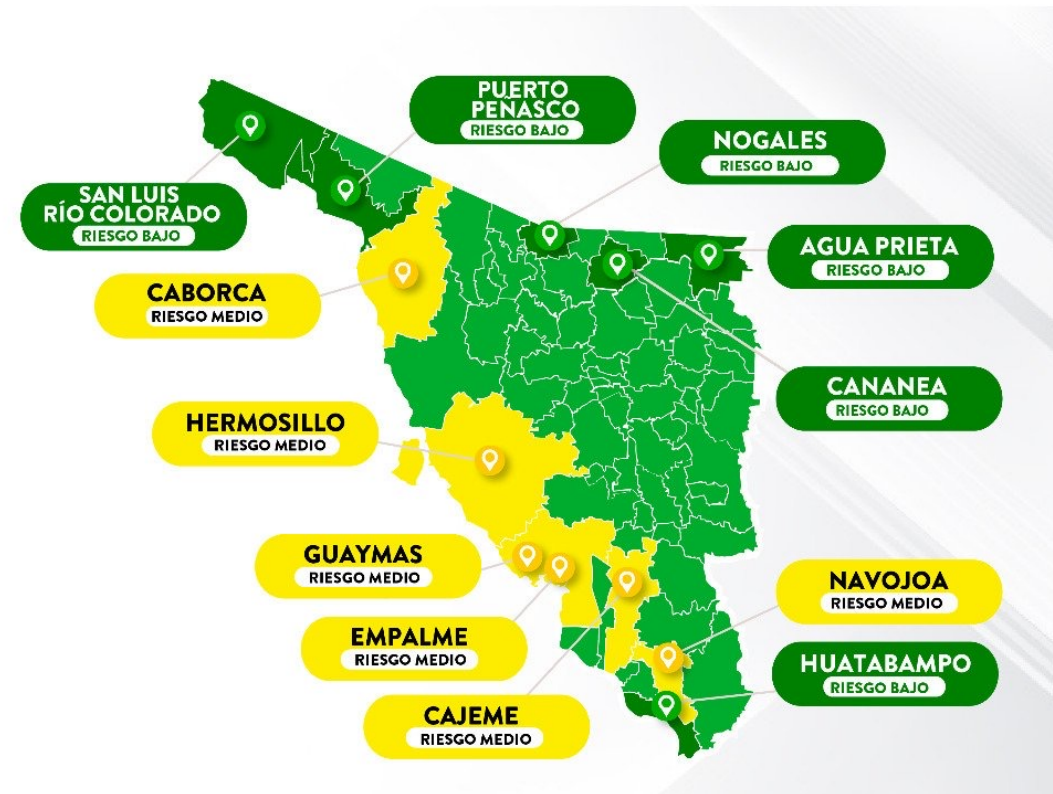 PUERTO
PEÑASCO
RIESGO BAJO
NOGALES
RIESGO BAJO
SAN LUIS
RÍO COLORADO
RIESGO BAJO
AGUA PRIETA
RIESGO BAJO
CABORCA
RIESGO MEDIO
CANANEA
RIESGO BAJO
HERMOSILLO
RIESGO MEDIO
GUAYMAS
RIESGO MEDIO
NAVOJOA
RIESGO MEDIO
EMPALME
RIESGO MEDIO
HUATABAMPO
RIESGO BAJO
CAJEME
RIESGO MEDIO